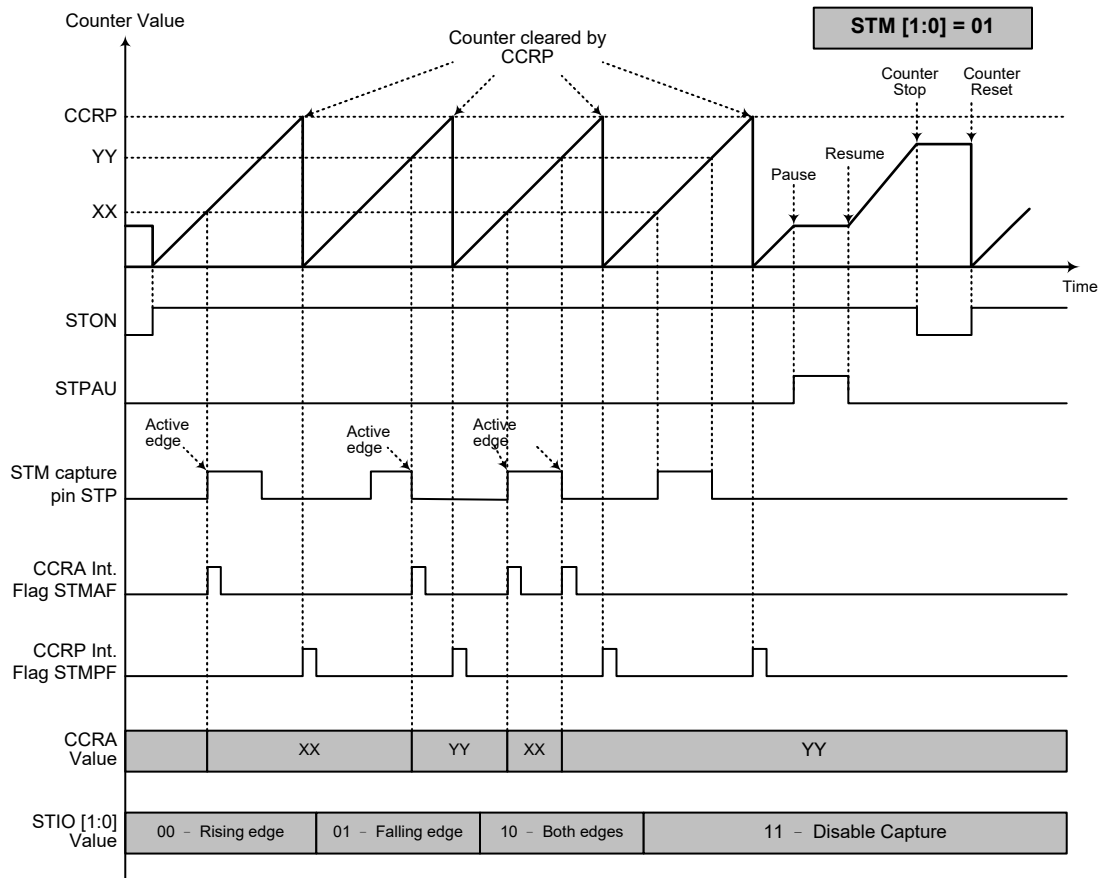 Counter Value
STM [1:0] = 01
Counter cleared by
CCRP
Counter
Stop
Counter
Reset
CCRP
YY
Resume
Pause
XX
Time
STON
STPAU
Active
edge
Active
edge
Active
edge
STM capture
pin STP
CCRA Int.
Flag STMAF
CCRP Int.
Flag STMPF
CCRA
Value
XX
YY
XX
YY
STIO [1:0]
Value
00 – Rising edge
01 – Falling edge
10 – Both edges
11 – Disable Capture